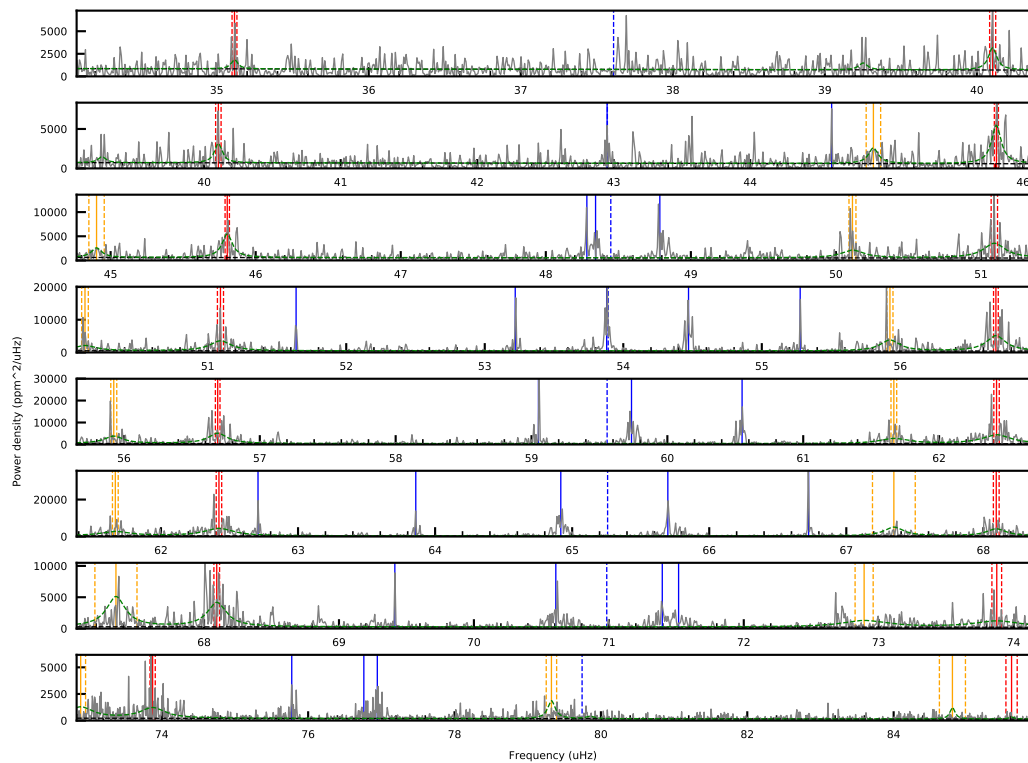 5000
2500
0
35 36 37 38 39 40
5000
0
40 41 42 43 44 45 46
10000
5000
0
45 46 47 48 49 50 51
20000
10000
0
51 52 53 54 55 56
30000
20000
10000
0
56 57 58 59 60 61 62
20000
0
62 63 64 65 66 67 68
10000
5000
0
68 69 70 71 72 73 74
5000
2500
0
74 76 78 80 82 84
Power density (ppm^2/uHz)
Frequency (uHz)